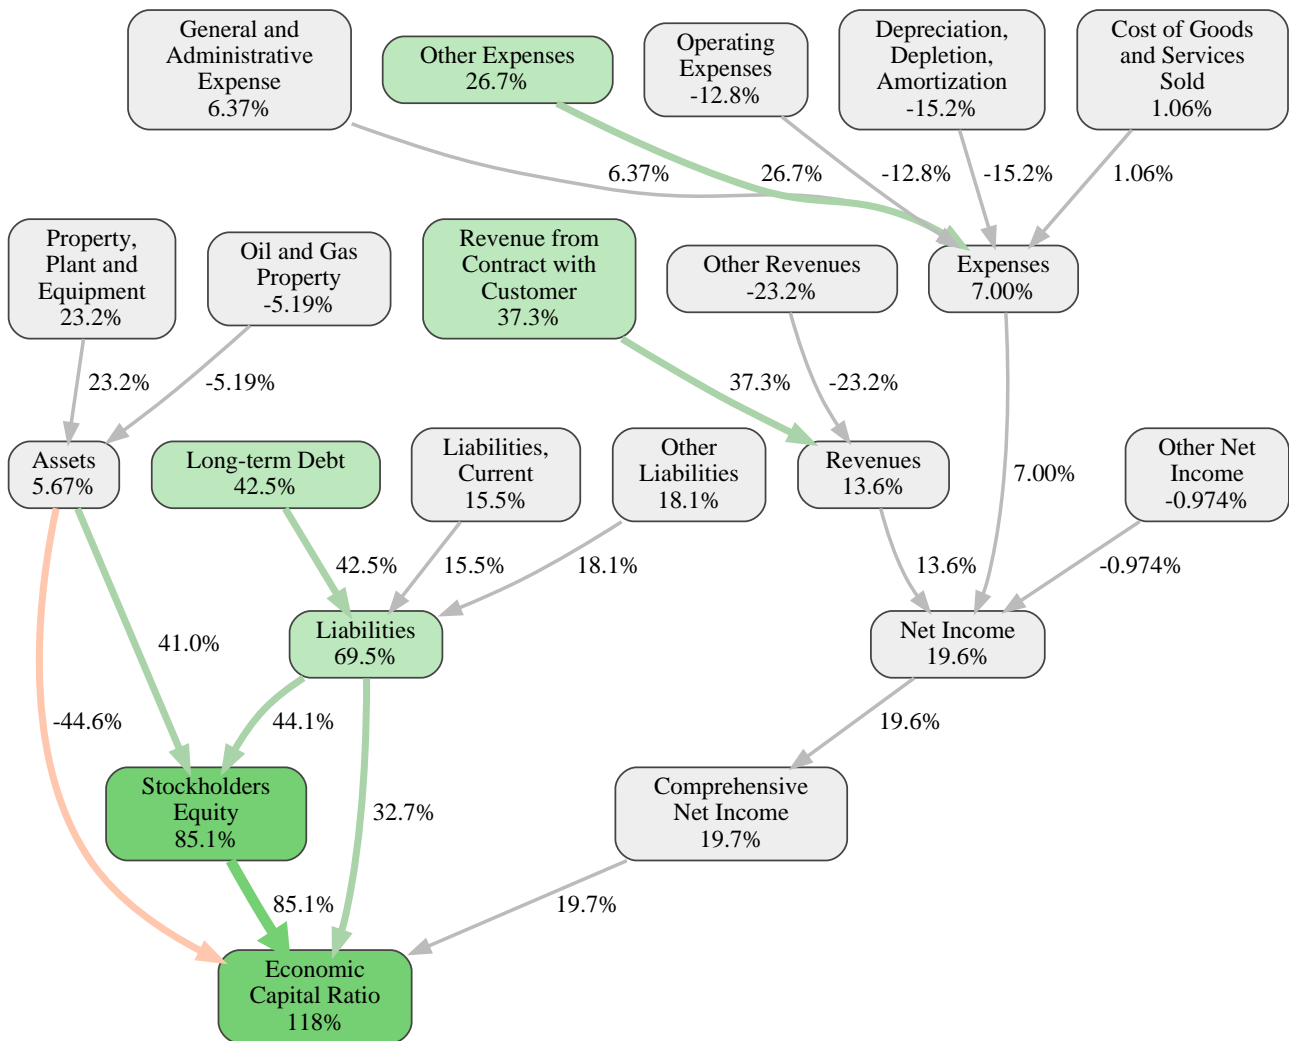 General and
Administrative
Expense
6.37%
Other Expenses
26.7%
Operating
Expenses
-12.8%
Depreciation,
Depletion,
Amortization
-15.2%
Cost of Goods
and Services
Sold
1.06%
6.37%
26.7%
-12.8%
-15.2%
1.06%
Property,
Plant and
Equipment
23.2%
Oil and Gas
Property
-5.19%
Revenue from
Contract with
Customer
37.3%
Other Revenues
-23.2%
Expenses
7.00%
23.2%
-5.19%
37.3%
-23.2%
Assets
5.67%
Long-term Debt
42.5%
Liabilities,
Current
15.5%
Other
Liabilities
18.1%
Revenues
13.6%
7.00%
Other Net
Income
-0.974%
42.5%
15.5%
18.1%
13.6%
-0.974%
41.0%
Liabilities
69.5%
Net Income
19.6%
-44.6%
44.1%
19.6%
Stockholders
Equity
85.1%
32.7%
Comprehensive
Net Income
19.7%
85.1%
19.7%
Economic
Capital Ratio
118%